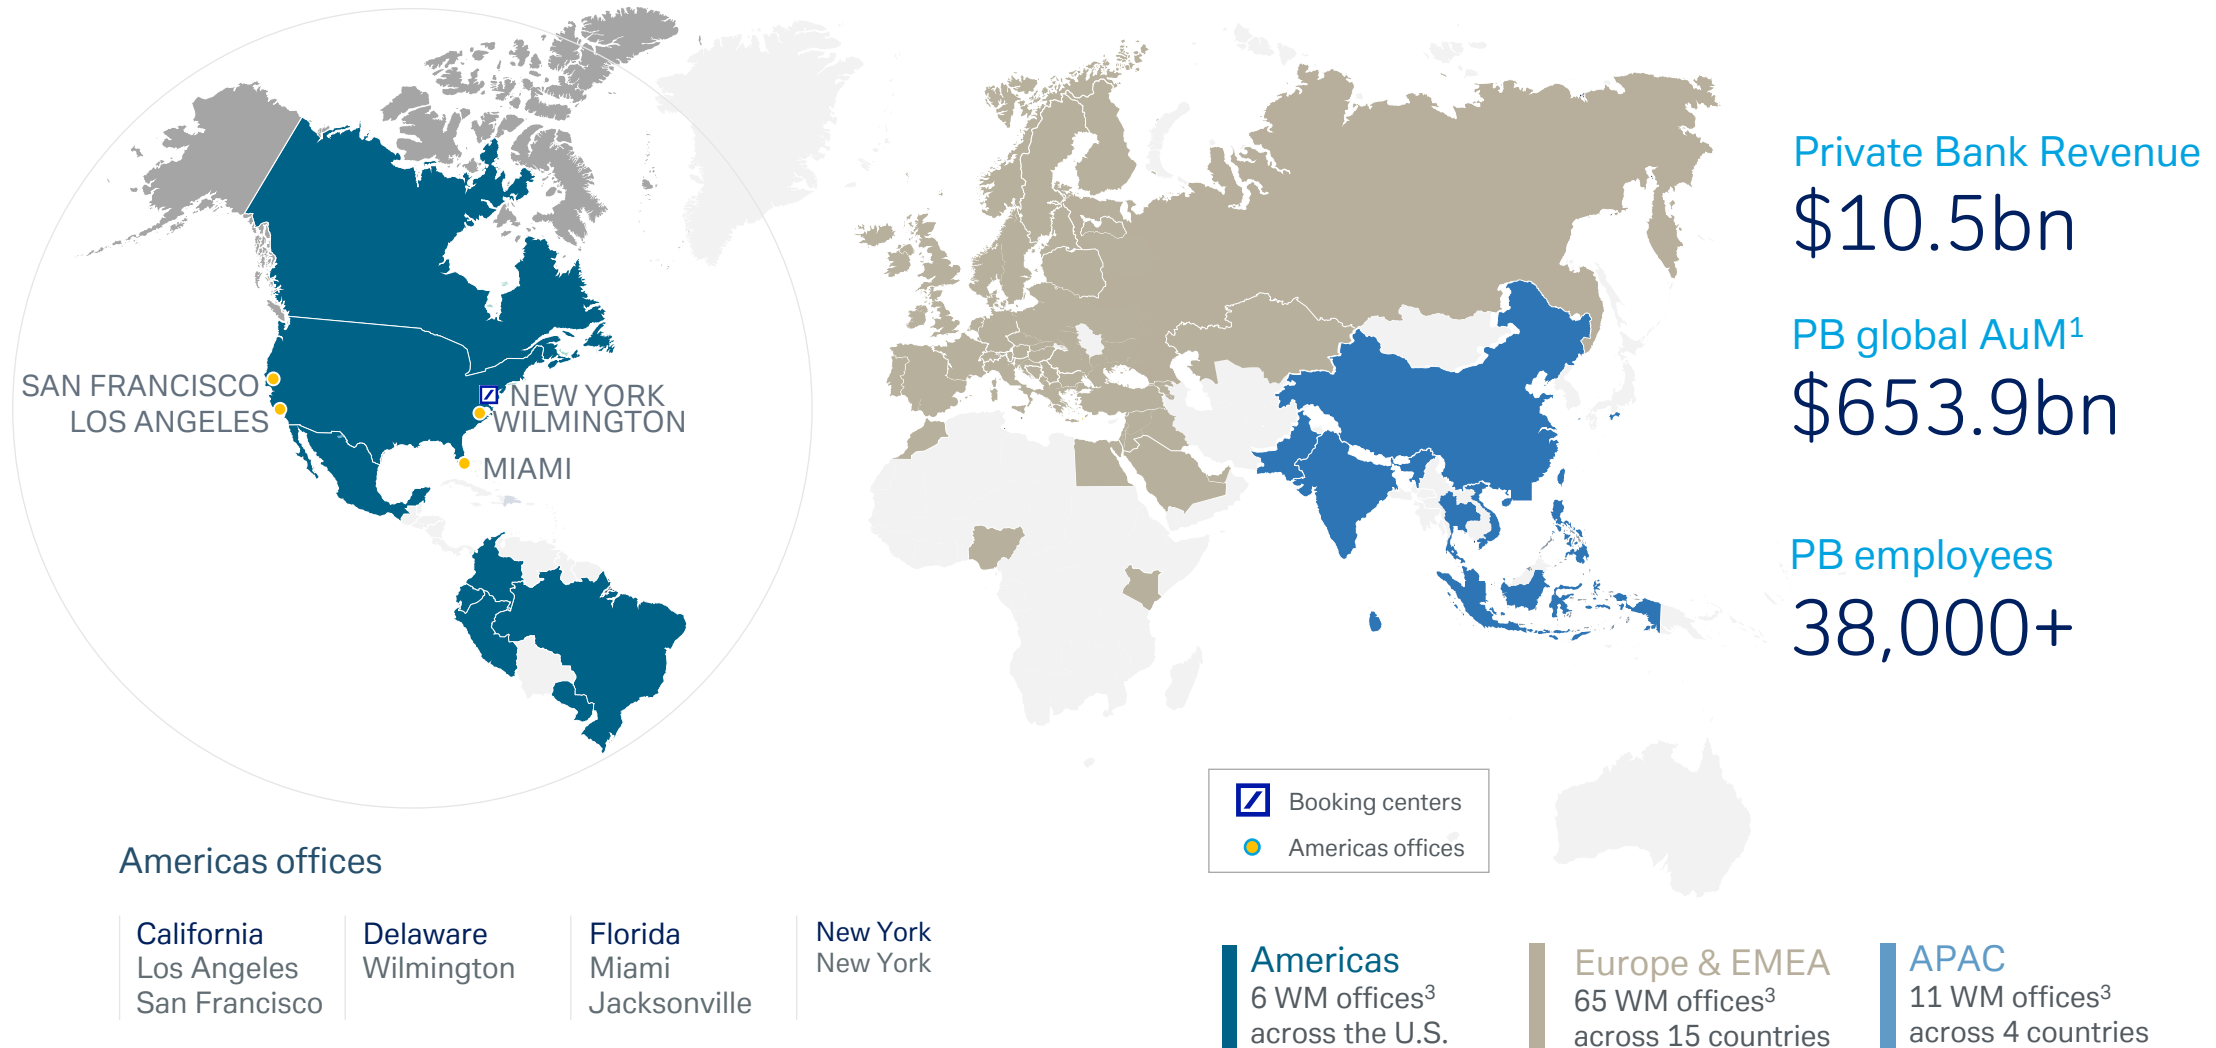 SAN FRANCISCO
LOS ANGELES
NEW YORK
WILMINGTON
MIAMI
Private Bank Revenue
$10.5bn
PB global AuM¹
$653.9bn
PB employees
38,000+
Booking centers
Americas offices
Americas offices
California
Los Angeles
San Francisco
Delaware
Wilmington
Florida
Miami
Jacksonville
New York
New York
Americas
6 WM offices³
across the U.S.
Europe & EMEA
65 WM offices³
across 15 countries
APAC
11 WM offices³
across 4 countries